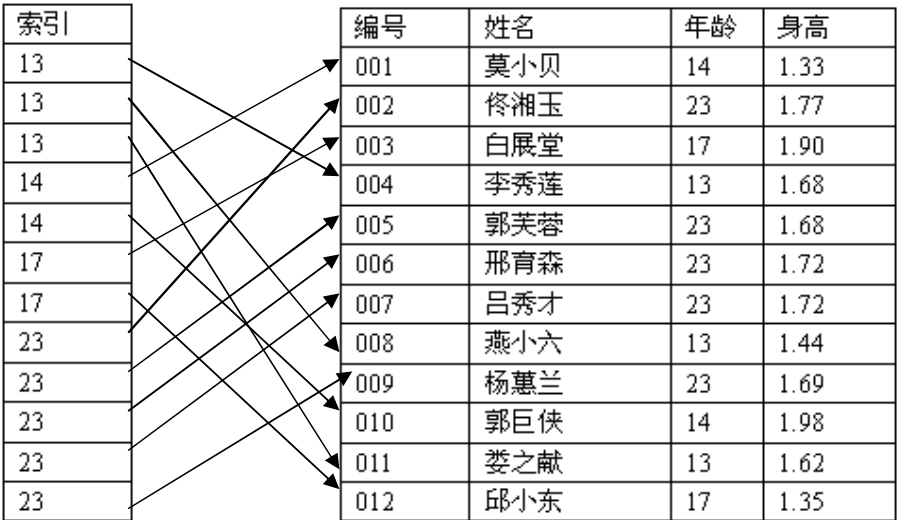 索引 编号 姓名 年龄 身高
13 001 莫小贝 14 1.33
13 002 佟湘玉 23 1.77
13 003 白展堂 17 1.90
14 004 李秀莲 13 1.68
14 005 郭芙蓉 23 1.68
17 006 邢育森 23 1.72
17 007 吕秀才 23 1.72
23 008 燕小六 13 1.44
23 009 杨蕙兰 23 1.69
23 010 郭巨侠 14 1.98
23 011 娄之献 13 1.62
23 012 邱小东 17 1.35